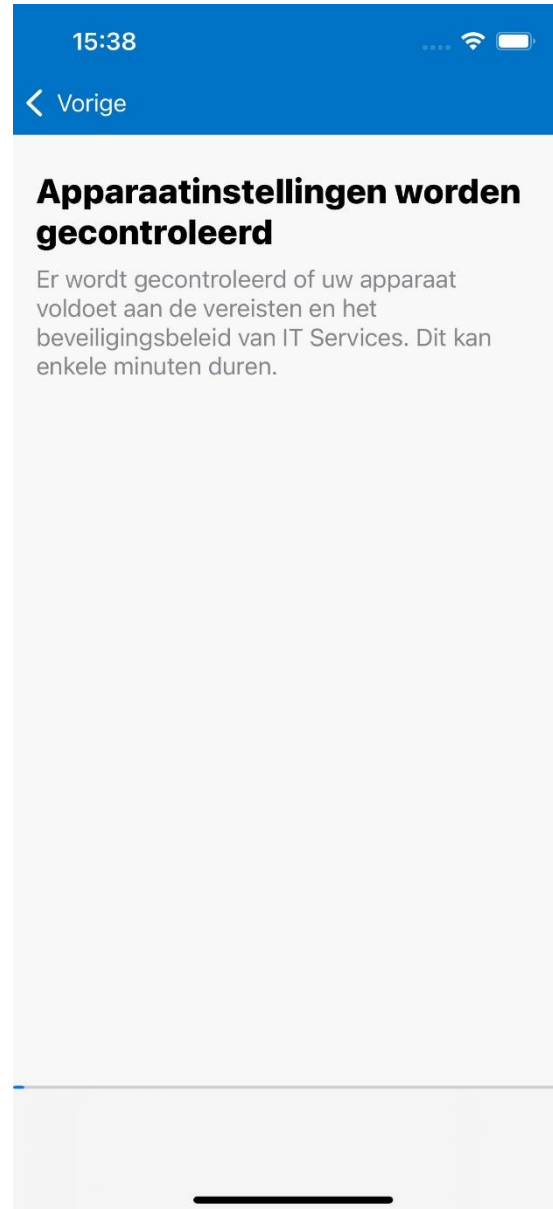 15:38
Vorige
Apparaatinstellingen worden
gecontroleerd
Er wordt gecontroleerd of uw apparaat
voldoet aan de vereisten en het
beveiligingsbeleid van IT Services. Dit kan
enkele minuten duren.